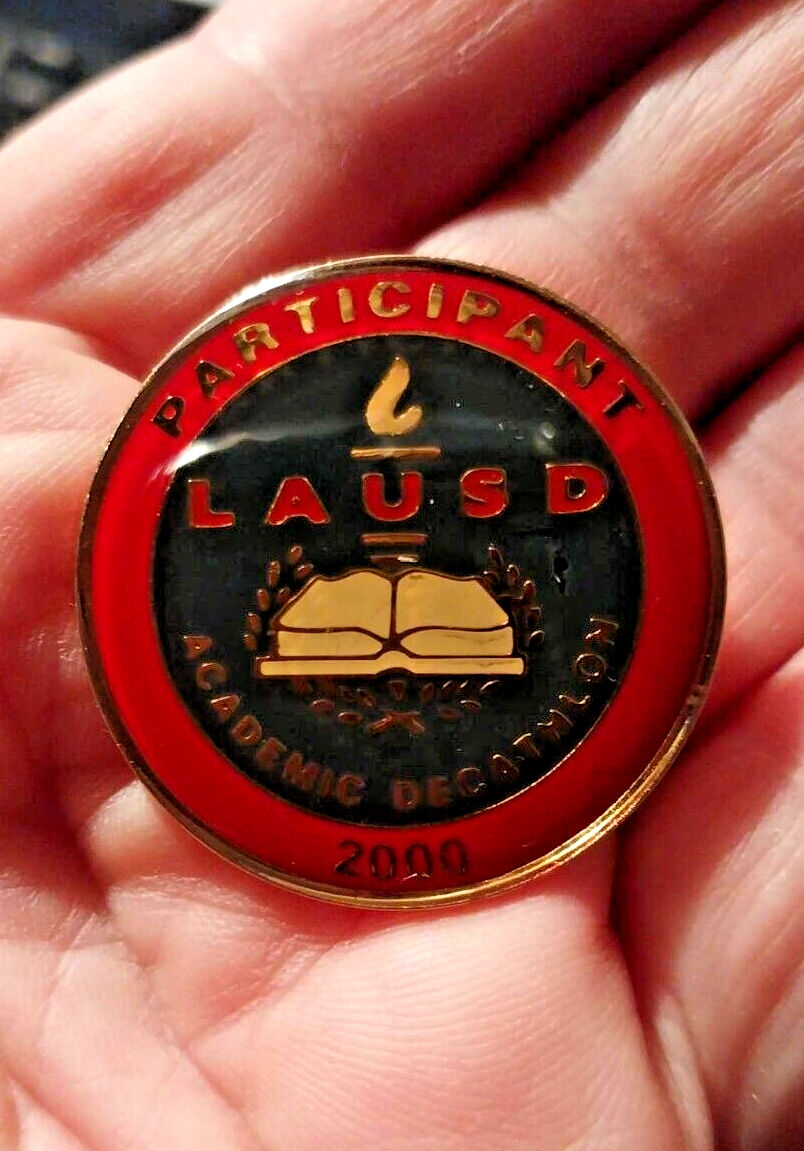 PARTICIPANT
LAUSD
ACADEMIC DECATHLON
2000